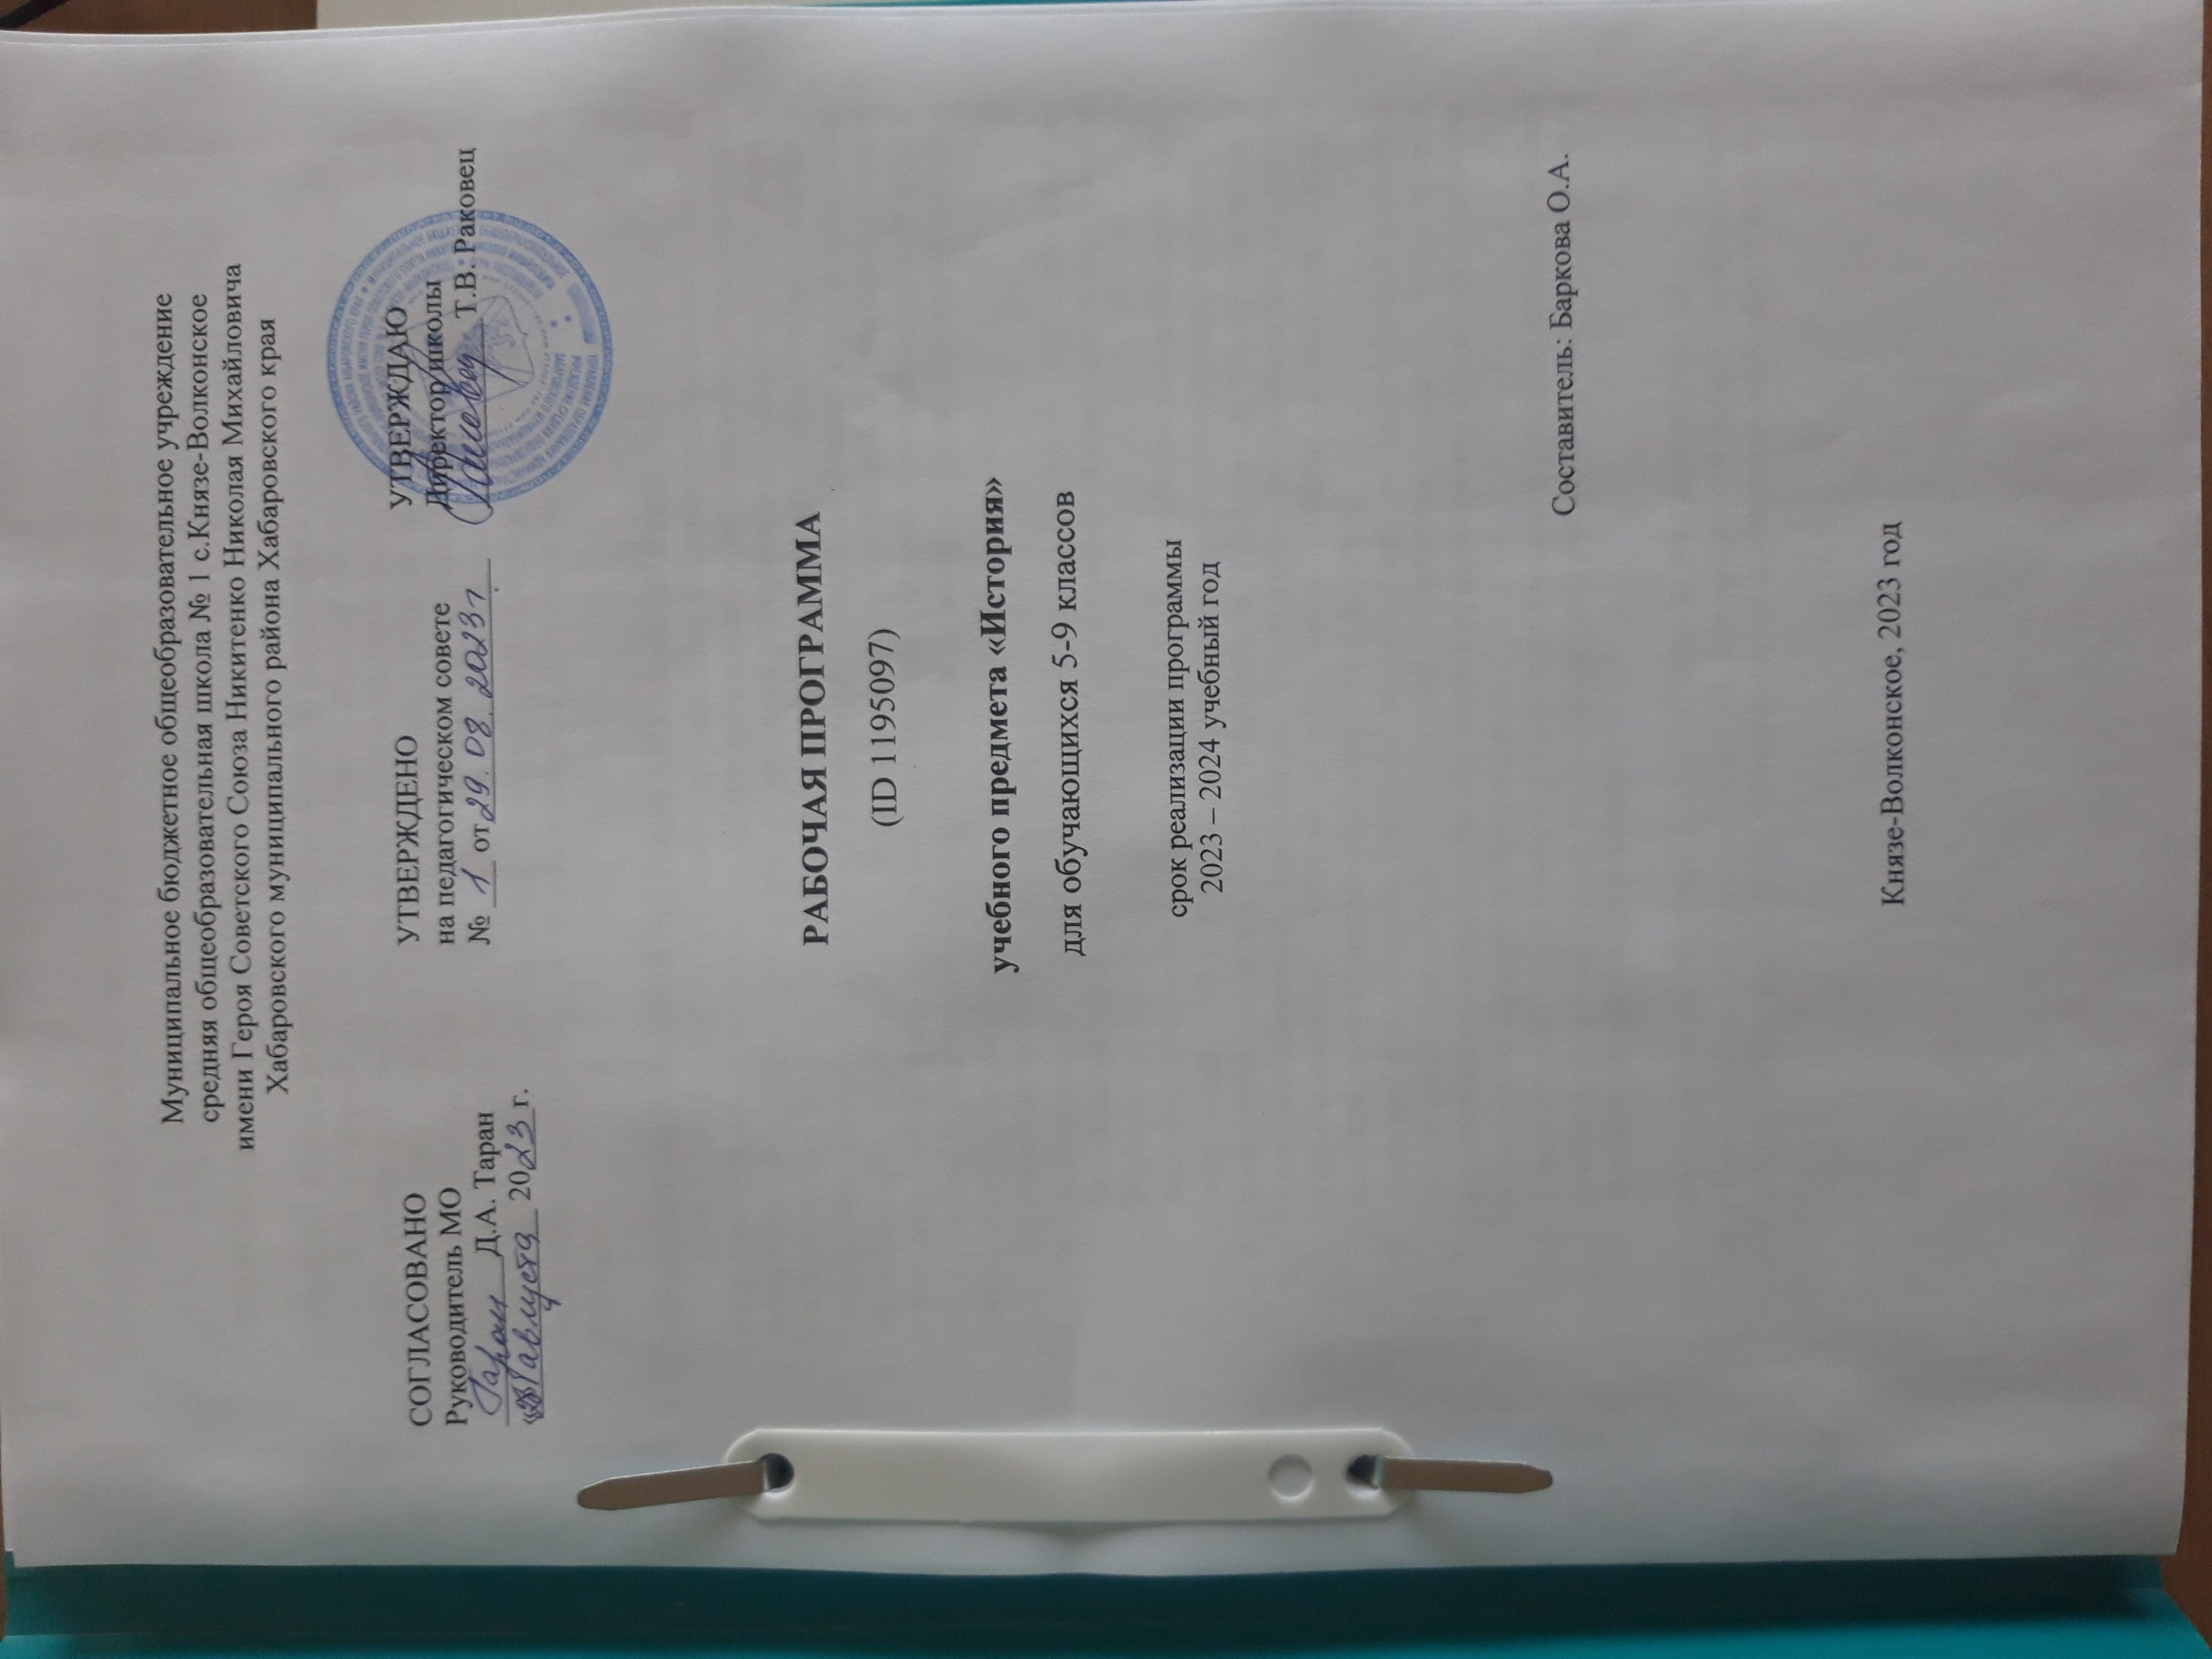 Муниципальное бюджетное общеобразовательное учреждение
средняя общеобразовательная школа № 1 с.Князе-Волконское
имени Героя Советского Союза Никитенко Николая Михайловича
Хабаровского муниципального района Хабаровского края
СОГЛАСОВАНО
Руководитель МО
Таран Д.А. Таран
августа 2023 г.
УТВЕРЖДЕНО
на педагогическом совете
№ 1 от 29.08.2023г
УТВЕРЖДАЮ
Директор школы
Т.В. Раковец
РАБОЧАЯ ПРОГРАММА
(ID 1195097)
учебного предмета «История»
для обучающихся 5-9 классов
срок реализации программы
2023 – 2024 учебный год
Составитель: Баркова О.А.
Князе-Волконское, 2023 год